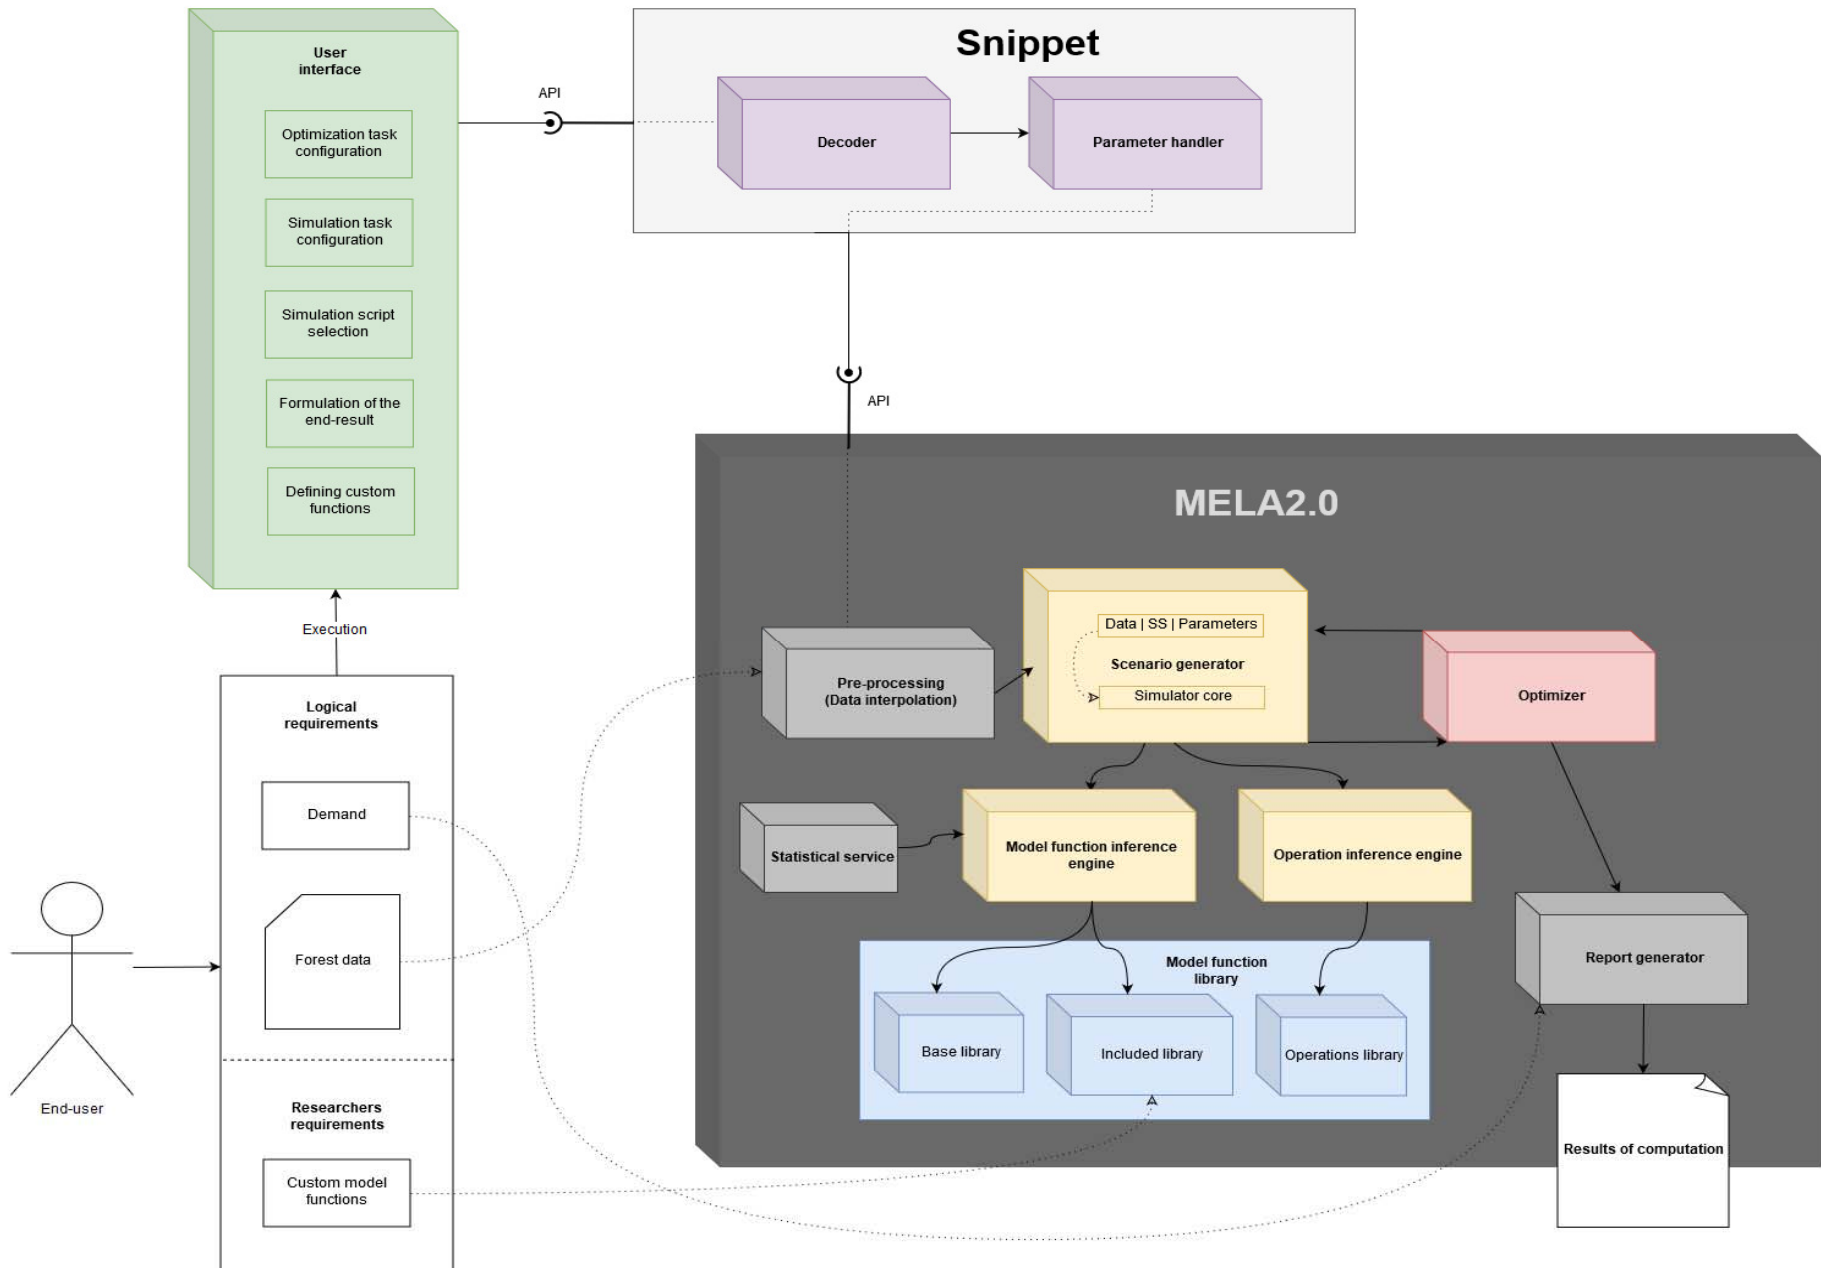 User
interface
Optimization task
configuration
Simulation task
configuration
Simulation script
selection
Formulation of the
end-result
Defining custom
functions
API
Snippet
Decoder
Parameter handler
API
Execution
Logical
requirements
Demand
Forest data
Researchers
requirements
Custom model
functions
End-user
MELA2.0
Pre-processing
(Data interpolation)
Data | SS | Parameters
Scenario generator
Simulator core
Optimizer
Statistical service
Model function inference
engine
Operation inference engine
Model function
library
Base library
Included library
Operations library
Report generator
Results of computation